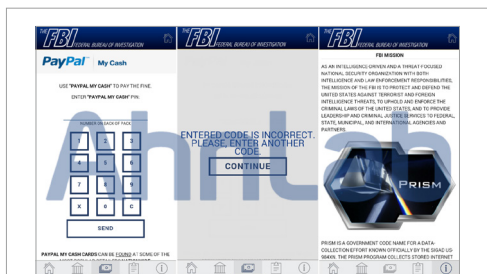 THE FBI FEDERAL BUREAU OF INVESTIGATION
PayPal My Cash
USE "PAYPAL MY CASH" TO PAY THE FINE.
ENTER "PAYPAL MY CASH" PIN:
NUMBER ON BACK OF PACK
1 2 3
4 5 6
7 8 9
X 0 C
SEND
PAYPAL MY CASH CARDS CAN BE FOUND AT SOME OF THE
THE FBI FEDERAL BUREAU OF INVESTIGATION
ENTERED CODE IS INCORRECT.
PLEASE, ENTER ANOTHER
CODE.
CONTINUE
THE FBI FEDERAL BUREAU OF INVESTIGATION
FBI MISSION
AS AN INTELLIGENCE-DRIVEN AND A THREAT FOCUSED
NATIONAL SECURITY ORGANIZATION WITH BOTH
INTELLIGENCE AND LAW ENFORCEMENT RESPONSIBILITIES,
THE MISSION OF THE FBI IS TO PROTECT AND DEFEND THE
UNITED STATES AGAINST TERRORIST AND FOREIGN
INTELLIGENCE THREATS, TO UPHOLD AND ENFORCE THE
CRIMINAL LAWS OF THE UNITED STATES, AND TO PROVIDE
LEADERSHIP AND CRIMINAL JUSTICE SERVICES TO FEDERAL,
STATE, MUNICIPAL, AND INTERNATIONAL AGENCIES AND
PARTNERS
PRISM
PRISM IS A GOVERNMENT CODE NAME FOR A DATA-
COLLECTION EFFORT KNOWN OFFICIALLY BY THE SIGAD US-
984XN. THE PRISM PROGRAM COLLECTS STORED INTERNET
AhnLab